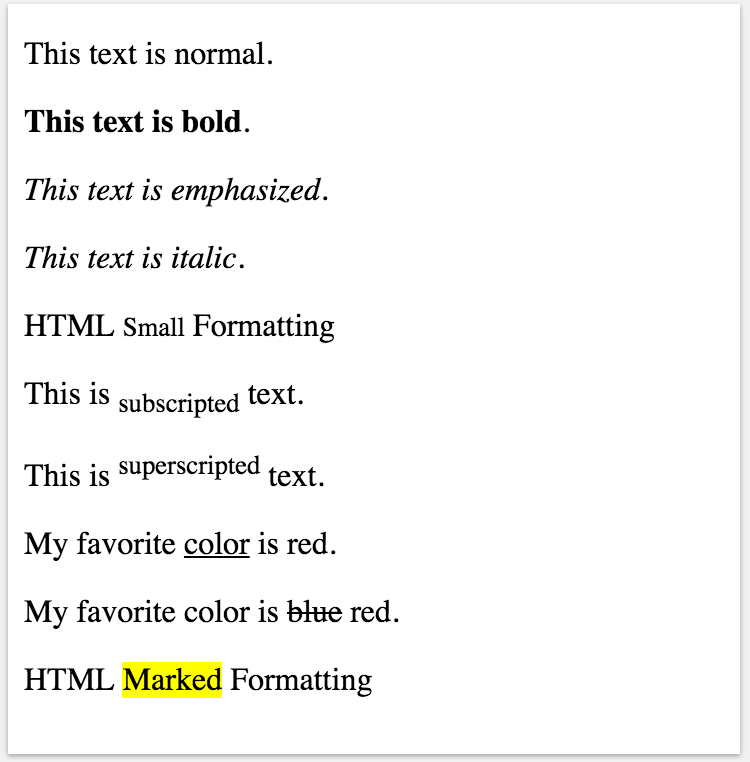 This text is normal.
This text is bold.
This text is emphasized.
This text is italic.
HTML Small Formatting
This is subscripted text.
This is superscripted text.
My favorite color is red.
My favorite color is blue red.
HTML Marked Formatting